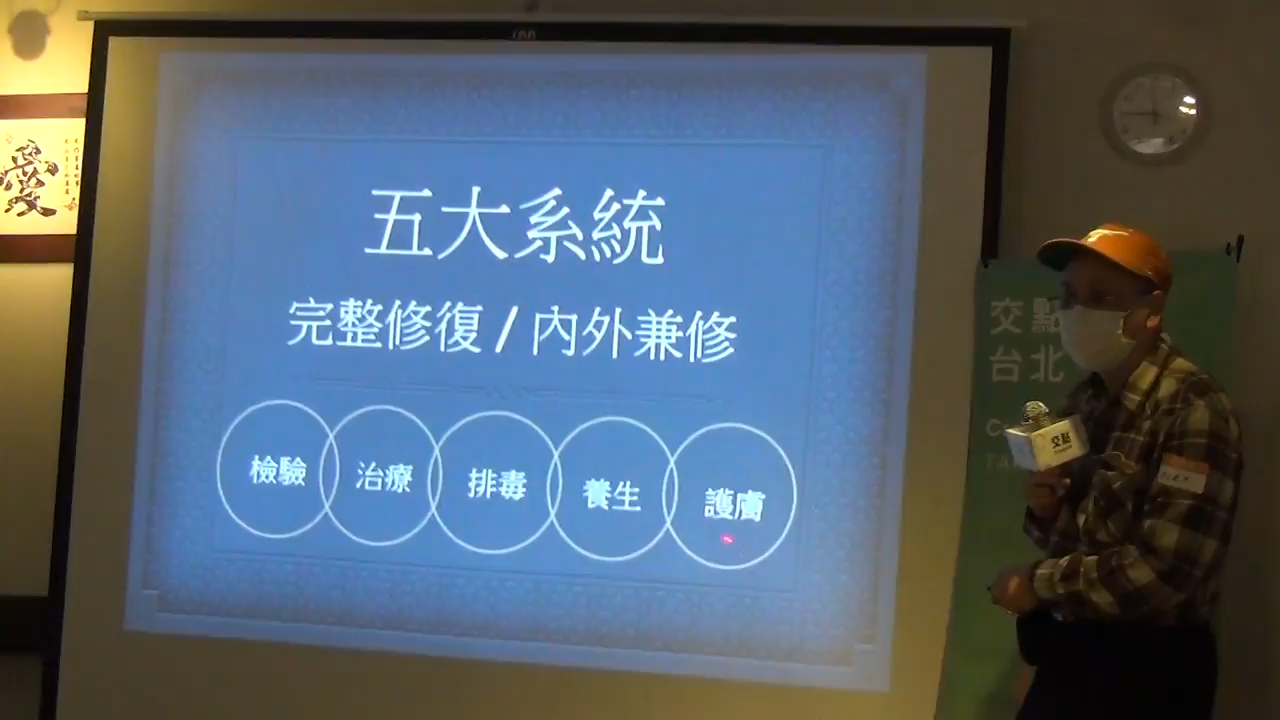 五大系統
完整修復 / 內外兼修
檢驗 治療 排毒 養生 護膚
愛
交點
台北
交點